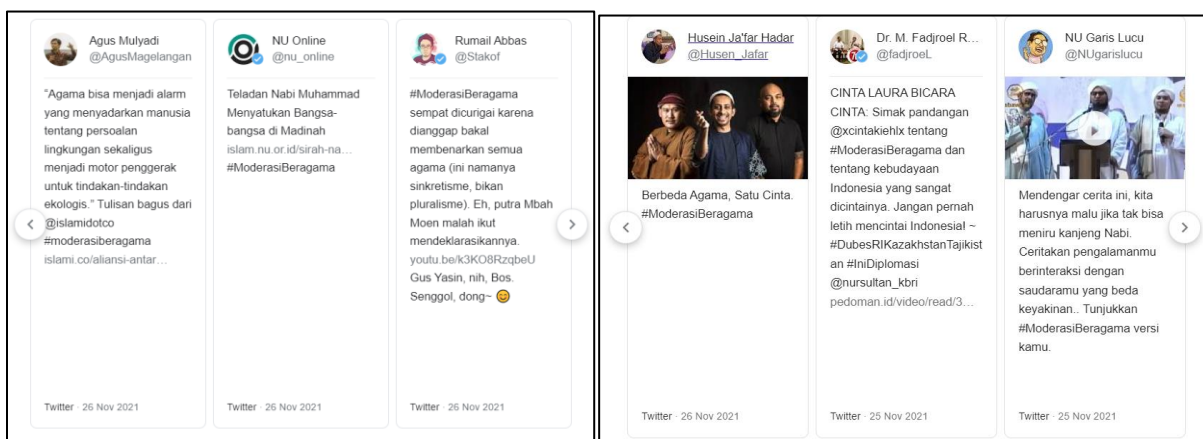 Agus Mulyadi
@AgusMagelangan
“Agama bisa menjadi alarm
yang menyadarkan manusia
tentang persoalan
lingkungan sekaligus
menjadi motor penggerak
untuk tindakan-tindakan
ekologis.” Tulisan bagus dari
@islamidotco
#moderasiberagama
islami.co/aliansi-antar…
Twitter · 26 Nov 2021
NU Online
@nu_online
Teladan Nabi Muhammad
Menyatukan Bangsa-
bangsa di Madinah
islam.nu.or.id/sirah-na…
#ModerasiBeragama
Twitter · 26 Nov 2021
Rumail Abbas
@Stakof
#ModerasiBeragama
sempat dicurigai karena
dianggap bakal
membenarkan semua
agama (ini namanya
sinkretisme, bikan
pluralisme). Eh, putra Mbah
Moen malah ikut
mendeklarasikannya.
youtu.be/k3KO8RzqbeU
Gus Yasin, nih, Bos.
Senggol, dong~ 😊
Twitter · 26 Nov 2021
Husein Ja'far Hadar
@Husen_Jafar
Berbeda Agama, Satu Cinta.
#ModerasiBeragama
Twitter · 26 Nov 2021
Dr. M. Fadjroel R...
@fadjroeL
CINTA LAURA BICARA
CINTA: Simak pandangan
@xcintakiehlx tentang
#ModerasiBeragama dan
tentang kebudayaan
Indonesia yang sangat
dicintainya. Jangan pernah
letih mencintai Indonesia! ~
#DubesRIKazakhstanTajikist
an #IniDiplomasi
@nursultan_kbri
pedoman.id/video/read/3…
Twitter · 25 Nov 2021
NU Garis Lucu
@NUgarislucu
Mendengar cerita ini, kita
harusnya malu jika tak bisa
meniru kanjeng Nabi.
Ceritakan pengalamanmu
berinteraksi dengan
saudaramu yang beda
keyakinan.. Tunjukkan
#ModerasiBeragama versi
kamu.
Twitter · 25 Nov 2021